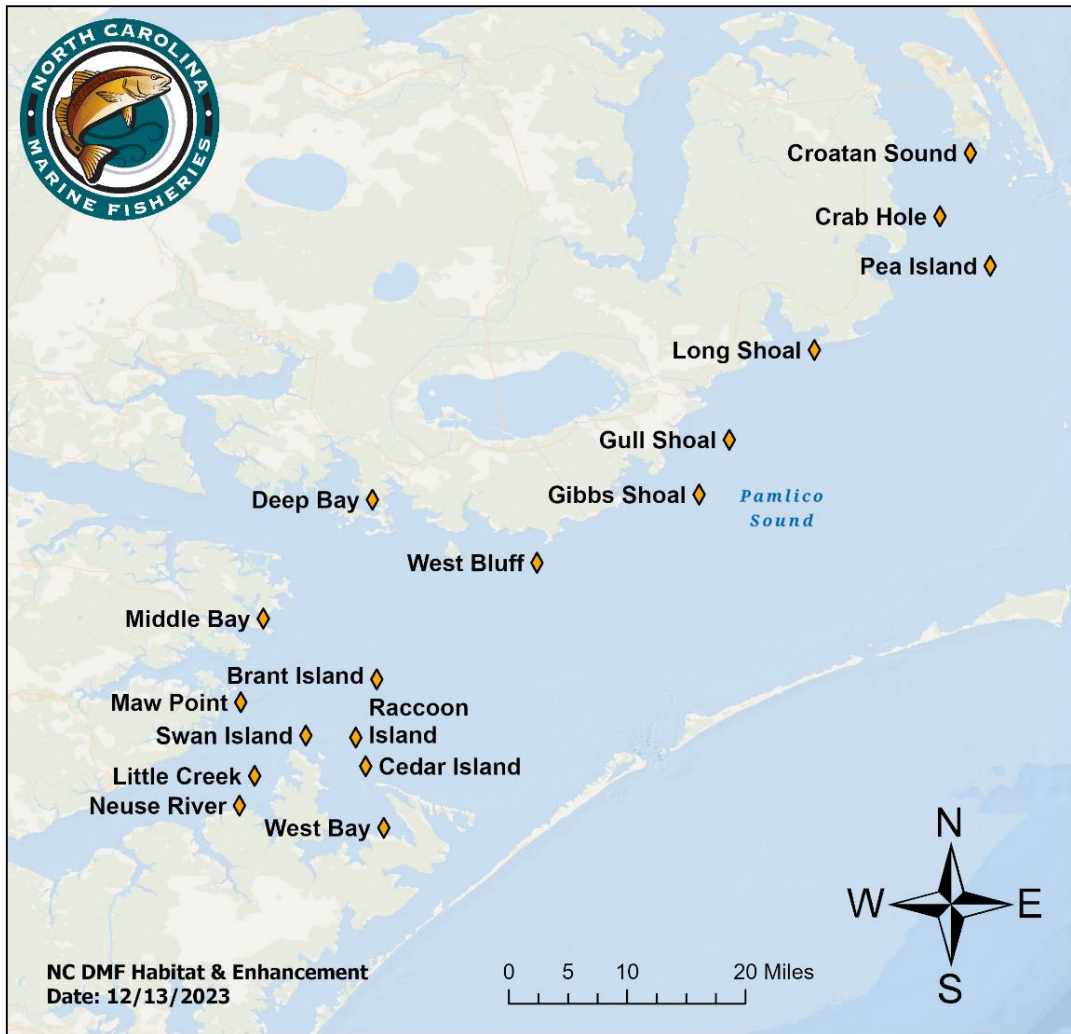 NORTH CAROLINA
MARINE FISHERIES
Croatan Sound
Crab Hole
Pea Island
Long Shoal
Gull Shoal
Gibbs Shoal
Pamlico
Sound
Deep Bay
West Bluff
Middle Bay
Brant Island
Maw Point
Raccoon
Island
Swan Island
Cedar Island
Little Creek
Neuse River
West Bay
N
W
E
S
NC DMF Habitat & Enhancement
Date: 12/13/2023
0 5 10 20 Miles